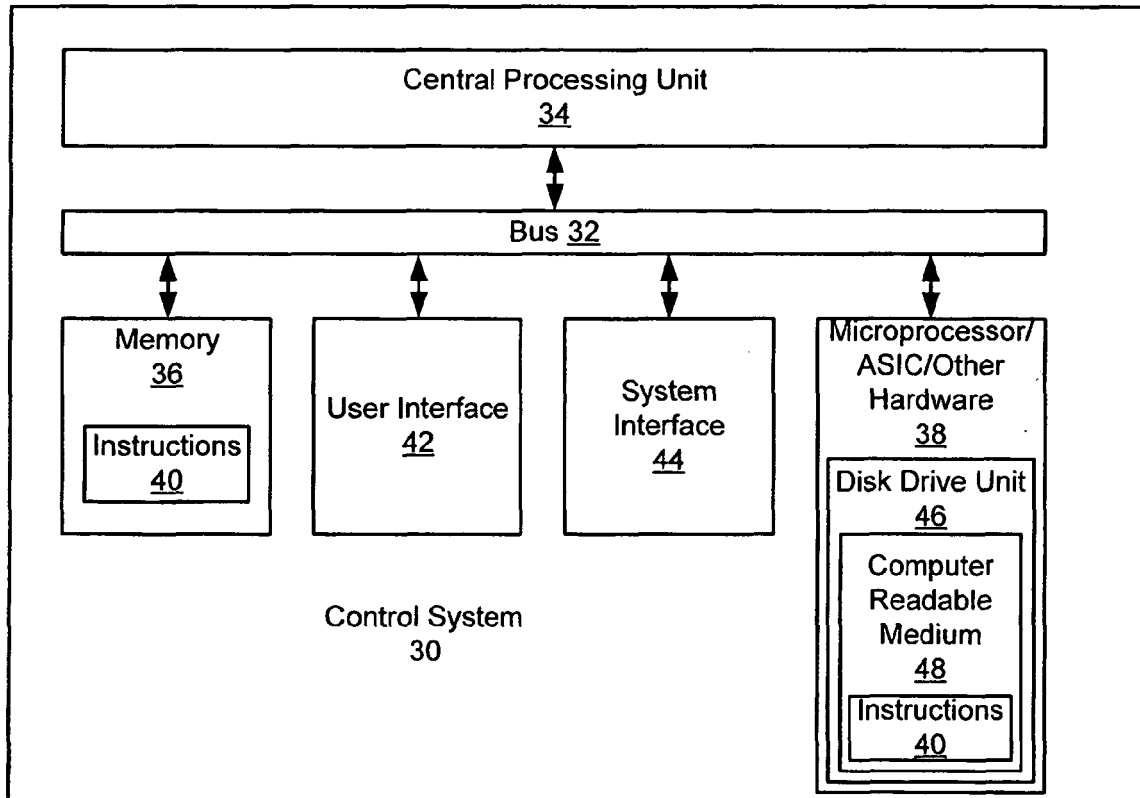 Central Processing Unit
34
Bus 32
Memory
36
Instructions
40
User Interface
42
System
Interface
44
Microprocessor/
ASIC/Other
Hardware
38
Disk Drive Unit
46
Computer
Readable
Medium
48
Instructions
40
Control System
30